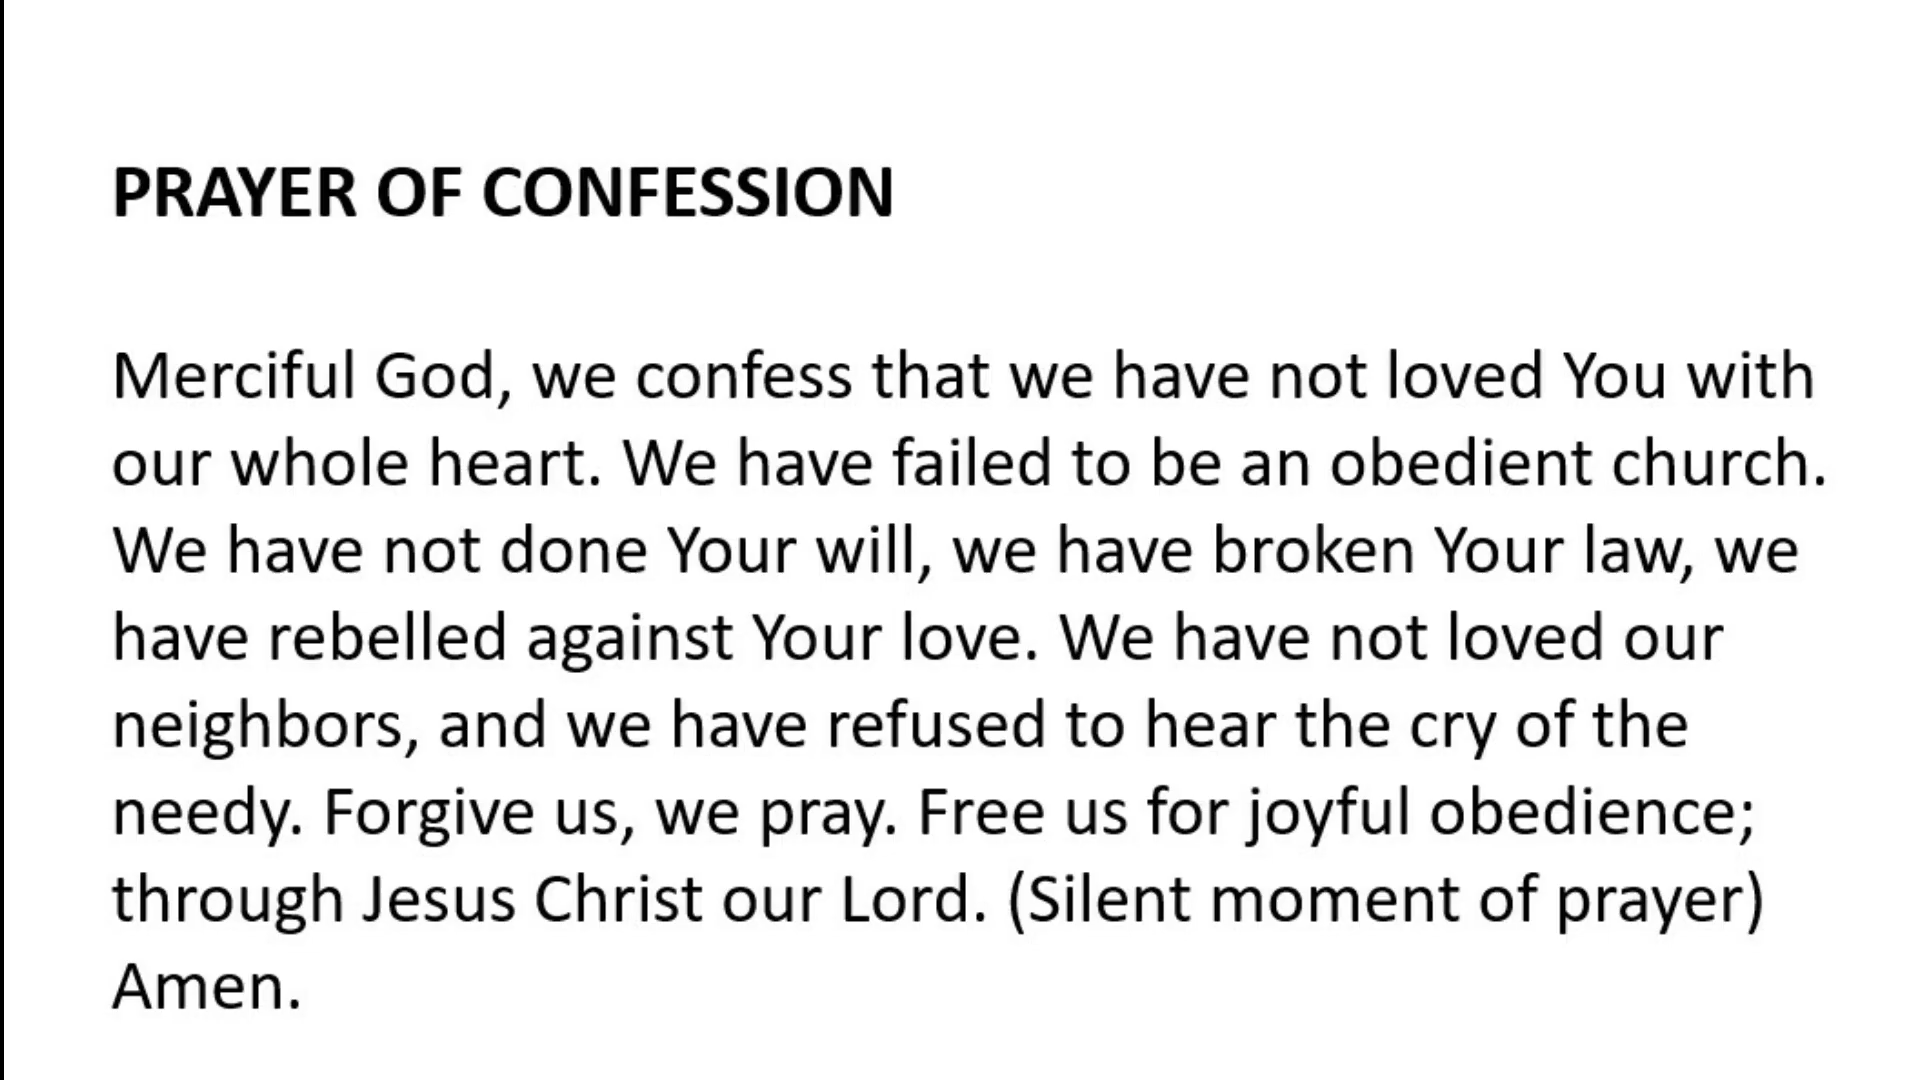 PRAYER OF CONFESSION
Merciful God, we confess that we have not loved You with
our whole heart. We have failed to be an obedient church.
We have not done Your will, we have broken Your law, we
have rebelled against Your love. We have not loved our
neighbors, and we have refused to hear the cry of the
needy. Forgive us, we pray. Free us for joyful obedience;
through Jesus Christ our Lord. (Silent moment of prayer)
Amen.